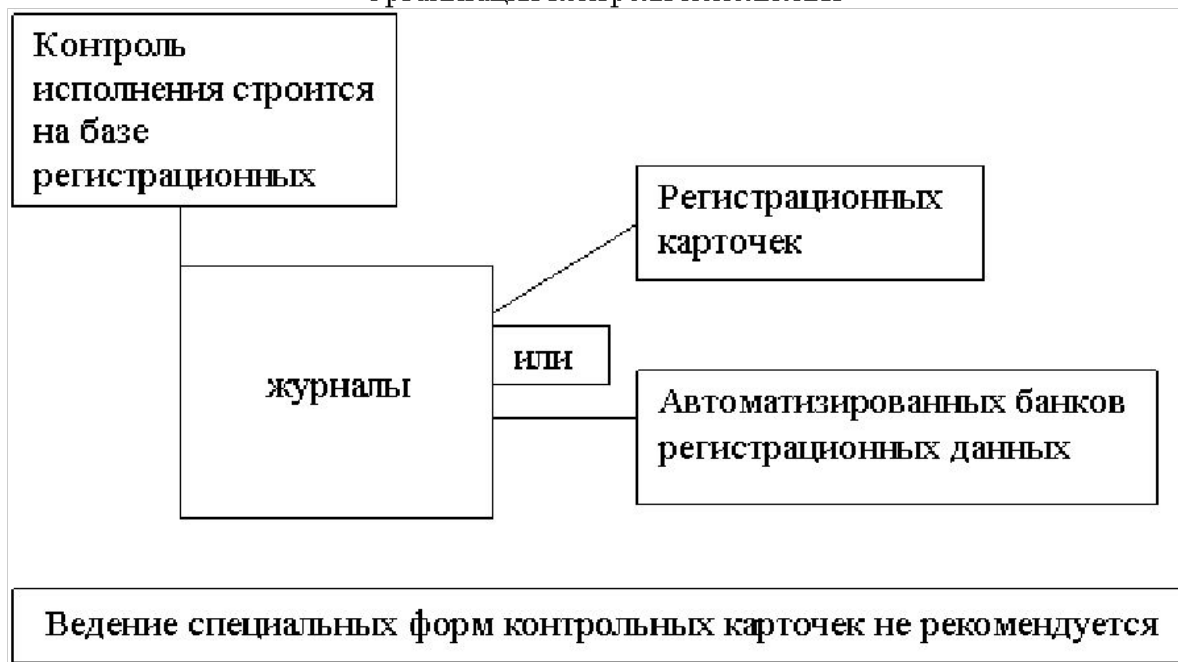 Контроль
исполнения строится
на базе
регистрационных
Регистрационных
карточек
журналы
или
Автоматизированных банков
регистрационных данных
Ведение специальных форм контрольных карточек не рекомендуется